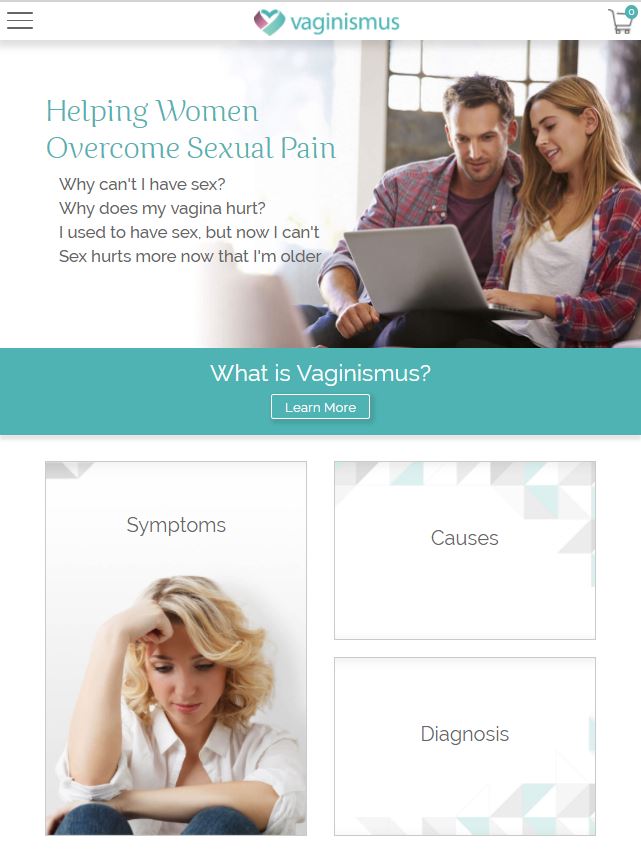 vaginismus
0
Helping Women
Overcome Sexual Pain
Why can't I have sex?
Why does my vagina hurt?
I used to have sex, but now I can't
Sex hurts more now that I'm older
What is Vaginismus?
Learn More
Symptoms
Causes
Diagnosis